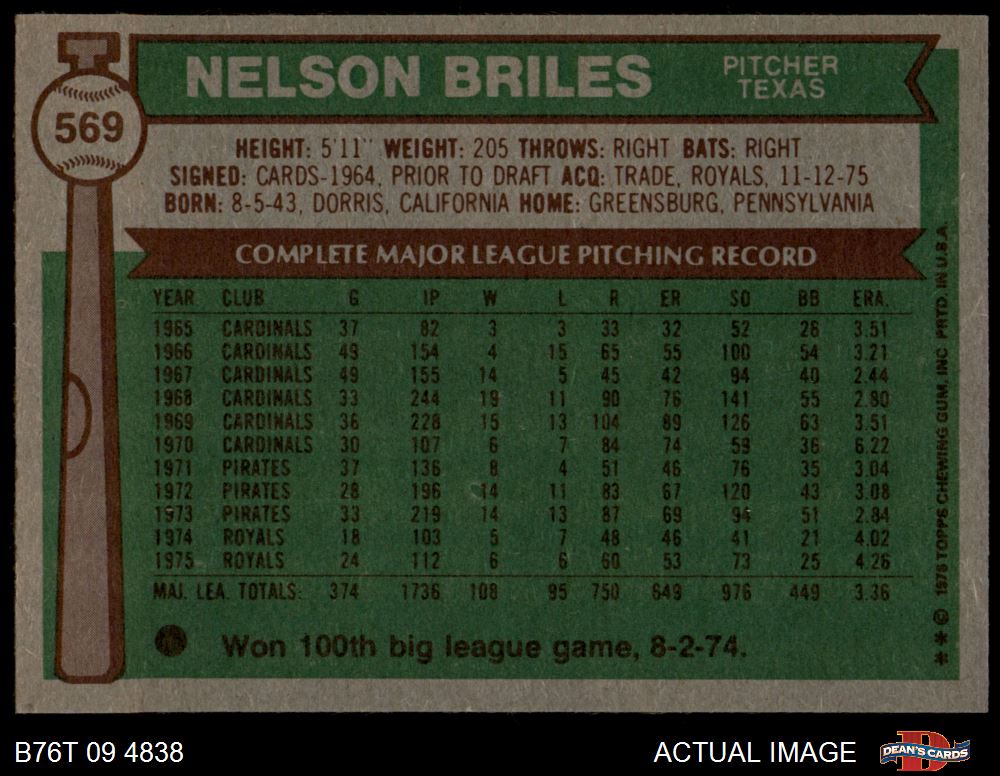 NELSON BRILES
PITCHER
TEXAS
569
HEIGHT: 5'11" WEIGHT: 205 THROWS: RIGHT BATS: RIGHT
SIGNED: CARDS-1964, PRIOR TO DRAFT ACQ: TRADE, ROYALS, 11-12-75
BORN: 8-5-43, DORRIS, CALIFORNIA HOME: GREENSBURG, PENNSYLVANIA
COMPLETE MAJOR LEAGUE PITCHING RECORD
YEAR CLUB G IP W L R ER SO BB ERA.
1965 CARDINALS 37 82 3 3 33 32 52 26 3.51
1966 CARDINALS 49 154 4 15 65 55 100 54 3.21
1967 CARDINALS 49 155 14 5 45 42 94 40 2.44
1968 CARDINALS 33 244 19 11 90 76 141 55 2.80
1969 CARDINALS 36 228 15 13 104 89 126 63 3.51
1970 CARDINALS 30 107 6 7 84 74 59 36 6.22
1971 PIRATES 37 136 8 4 51 46 76 35 3.04
1972 PIRATES 28 196 14 11 83 67 120 43 3.08
1973 PIRATES 33 219 14 13 87 69 94 51 2.84
1974 ROYALS 18 103 5 7 48 46 41 21 4.02
1975 ROYALS 24 112 6 6 60 53 73 25 4.26
MAJ. LEA. TOTALS: 374 1736 108 95 750 649 976 449 3.36
Won 100th big league game, 8-2-74.
**© 1976 TOPPS CHEWING GUM, INC. PRTD. IN U.S.A.
B76T 09 4838
ACTUAL IMAGE
DEAN'S CARDS